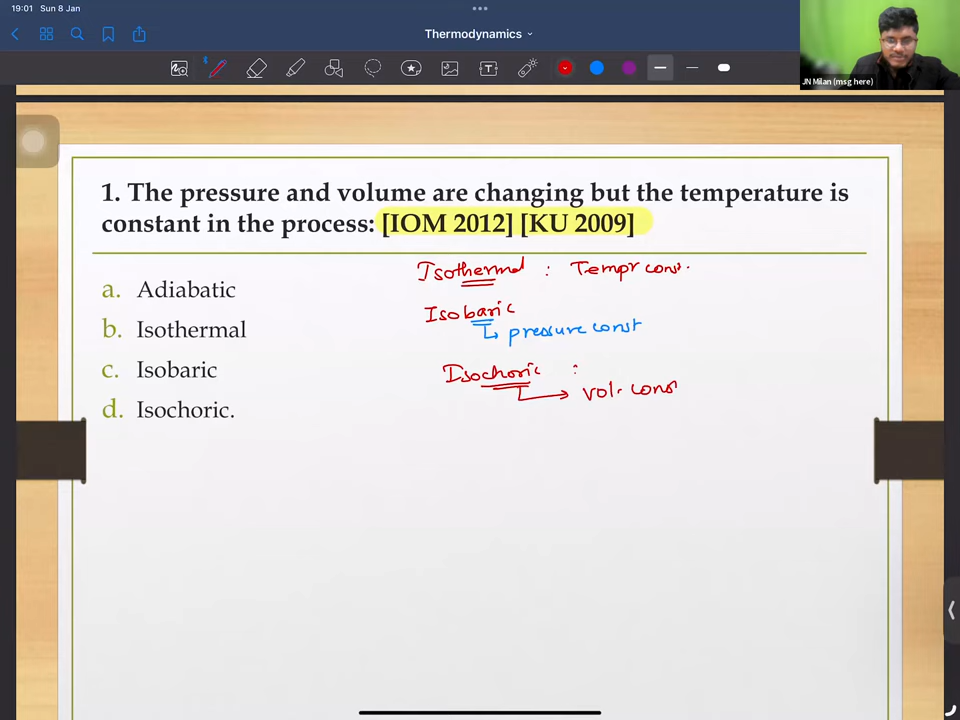 19:01 Sun 8 Jan
Thermodynamics
JN Milan (msg here)
1. The pressure and volume are changing but the temperature is
constant in the process: [IOM 2012] [KU 2009]
a. Adiabatic
b. Isothermal
c. Isobaric
d. Isochoric.
Isothermal : Tempr const.
Isobaric
pressure const
Isochoric :
vol. const